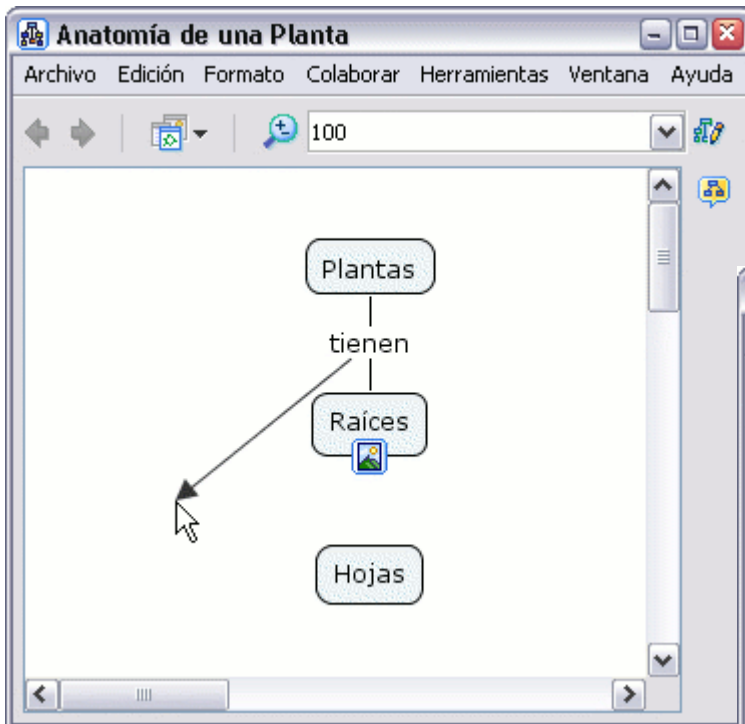 Anatomía de una Planta
Archivo Edición Formato Colaborar Herramientas Ventana Ayuda
100
Plantas
tienen
Raíces
Hojas